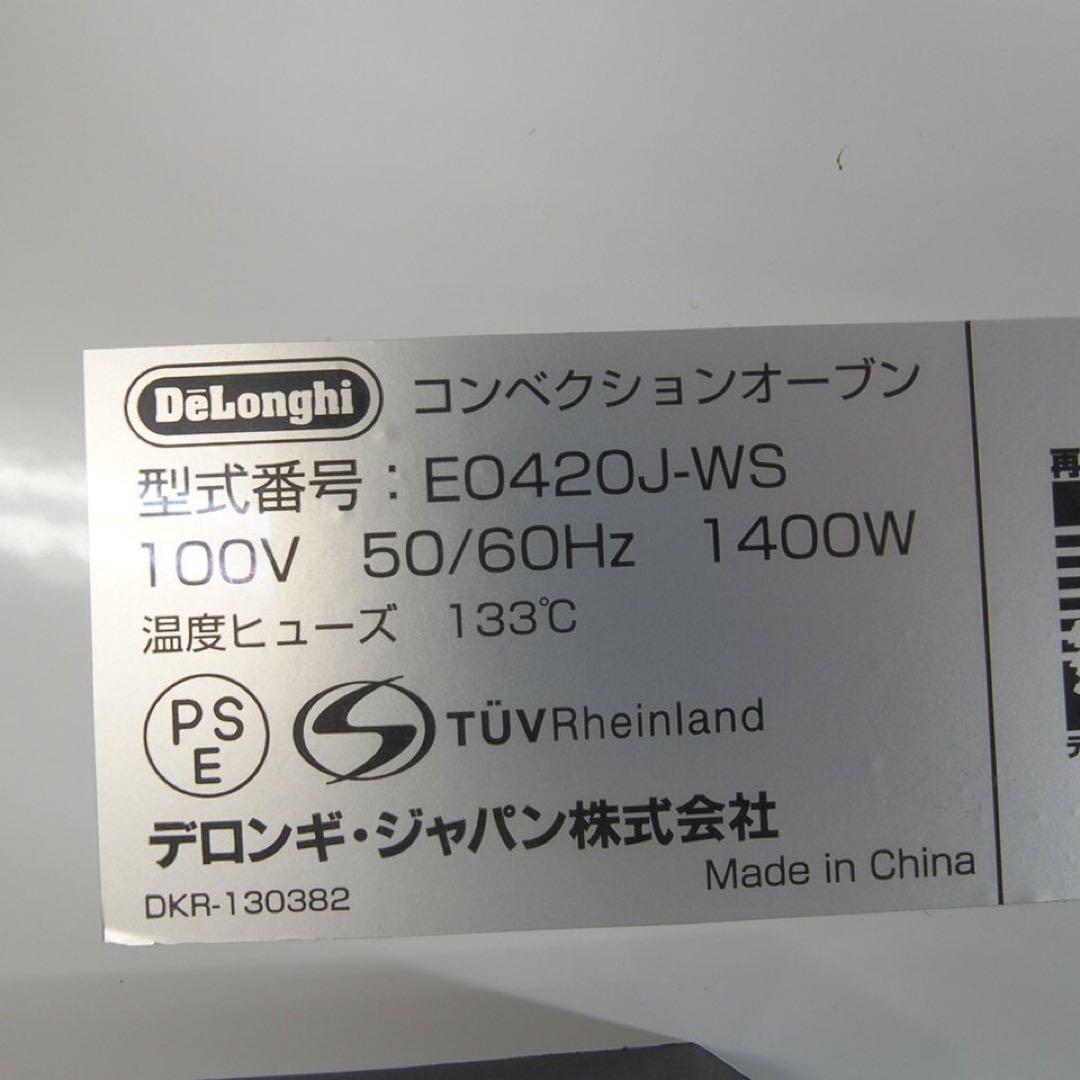 DēLonghi コンベクションオーブン
型式番号：EO420J-WS
100V 50/60Hz 1400W
温度ヒューズ 133℃
PSE
TÜVRheinland
デロンギ・ジャパン株式会社
Made in China
DKR-130382
再
デ